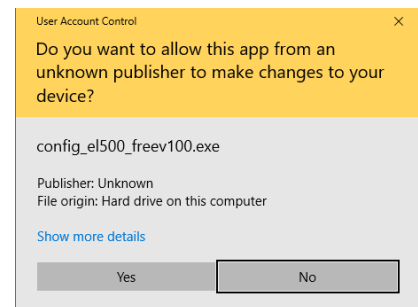 User Account Control
Do you want to allow this app from an
unknown publisher to make changes to your
device?
config_el500_freev100.exe
Publisher: Unknown
File origin: Hard drive on this computer
Show more details
Yes
No